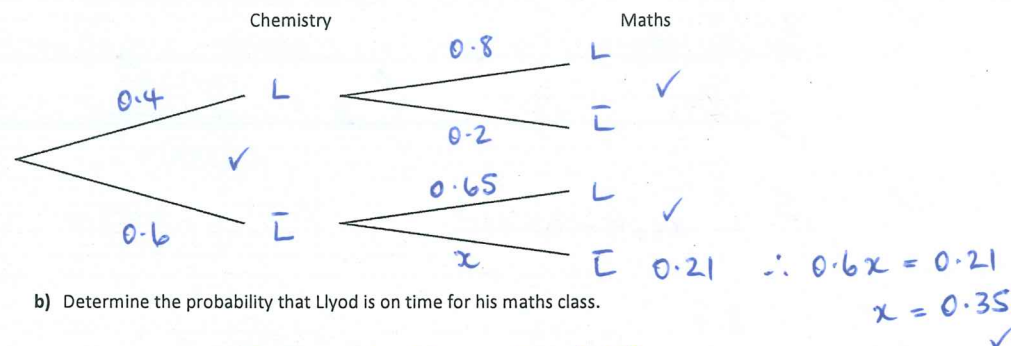 Chemistry Maths
0.8 L
0.4 L ✓
0.2 L̄
✓
0.65 L
0.6 L̄ ✓
x L̄ 0.21 ∴ 0.6x = 0.21
b) Determine the probability that Llyod is on time for his maths class.
x = 0.35
✓